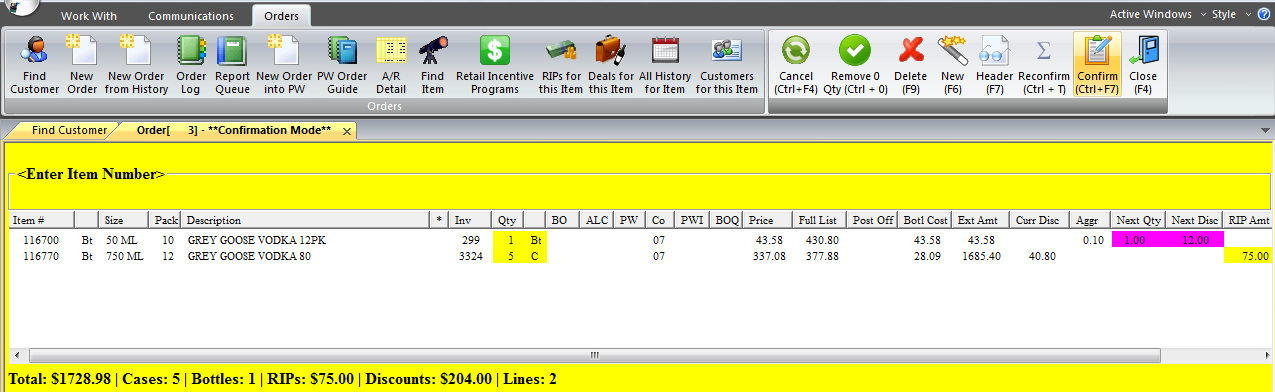 Work With Communications Orders Active Windows Style
Find Customer
New Order
New Order from History
Order Log
Report Queue
New Order into PW
PW Order Guide
A/R Detail
Find Item
Retail Incentive Programs
RIPs for this Item
Deals for this Item
All History for Item
Customers for this Item
Cancel (Ctrl+F4)
Remove 0 Qty (Ctrl + 0)
Delete (F9)
New (F6)
Header (F7)
Reconfirm (Ctrl + T)
Confirm (Ctrl+F7)
Close (F4)
Orders
Find Customer Order[ 3] - **Confirmation Mode**
<Enter Item Number>
Item # Size Pack Description * Inv Qty BO ALC PW Co PWI BOQ Price Full List Post Off Botl Cost Ext Amt Curr Disc Aggr Next Qty Next Disc RIP Amt
116700 Bt 50 ML 10 GREY GOOSE VODKA 12PK 299 1 Bt 07 43.58 430.80 43.58 43.58 0.10 1.00 12.00
116770 Bt 750 ML 12 GREY GOOSE VODKA 80 3324 5 C 07 337.08 377.88 28.09 1685.40 40.80 75.00
Total: $1728.98 | Cases: 5 | Bottles: 1 | RIPs: $75.00 | Discounts: $204.00 | Lines: 2